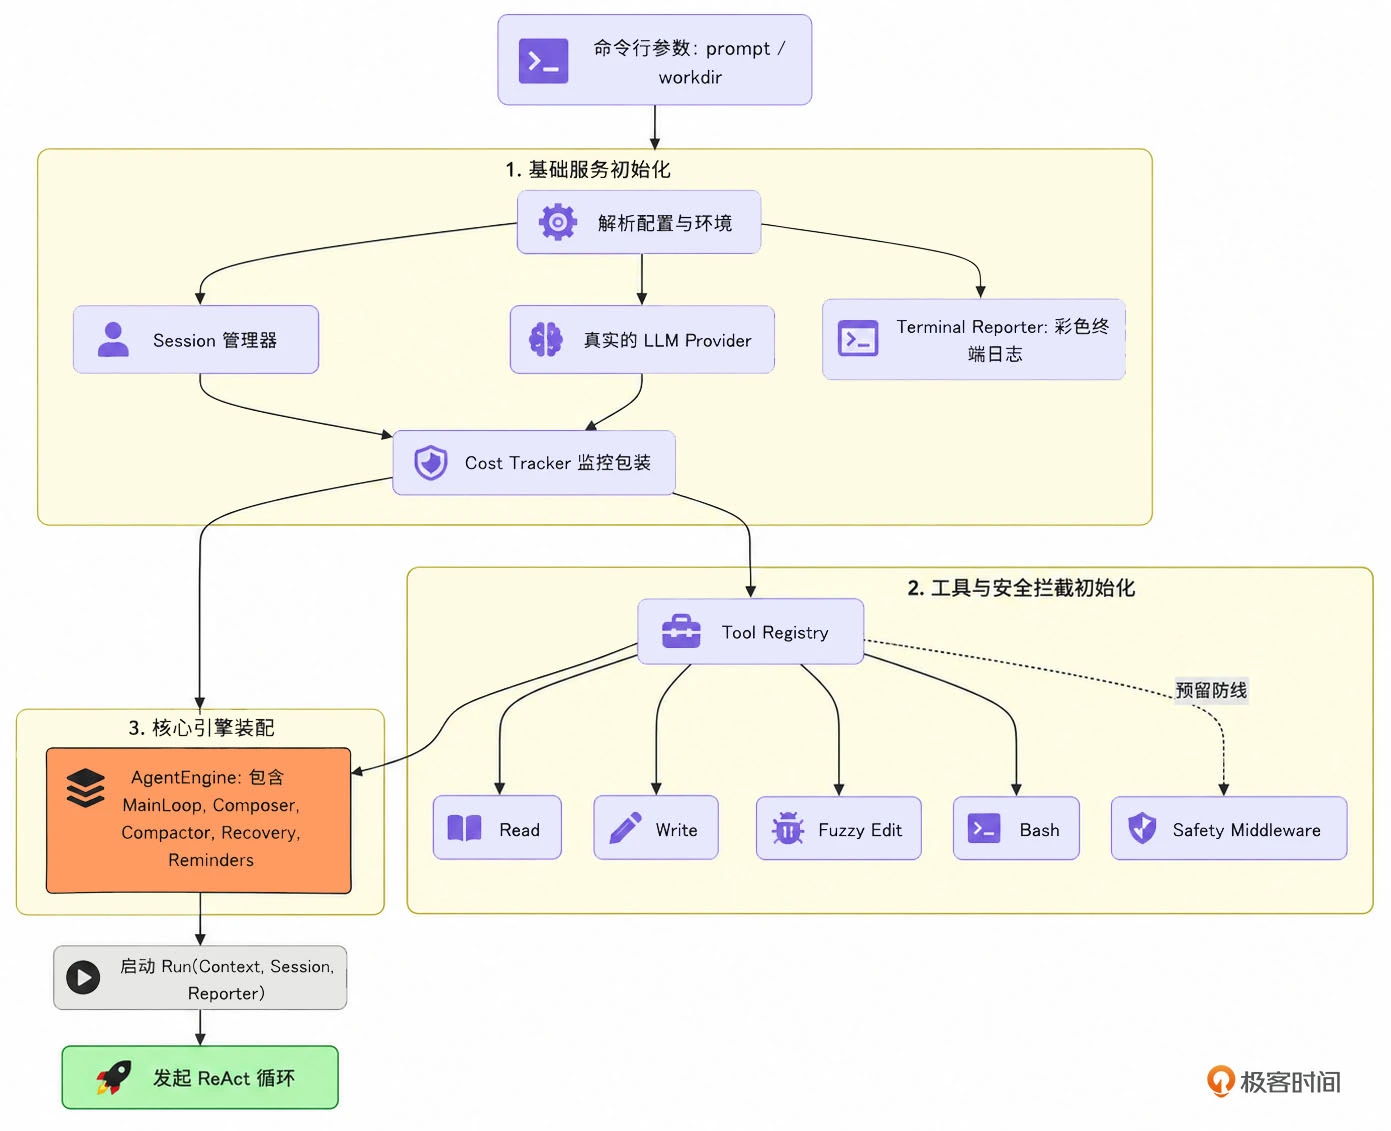 命令行参数: prompt /
workdir
1. 基础服务初始化
解析配置与环境
Session 管理器
真实的 LLM Provider
Terminal Reporter: 彩色终
端日志
Cost Tracker 监控包装
2. 工具与安全拦截初始化
Tool Registry
预留防线
3. 核心引擎装配
AgentEngine: 包含
MainLoop, Composer,
Compactor, Recovery,
Reminders
Read
Write
Fuzzy Edit
Bash
Safety Middleware
启动 Run(Context, Session,
Reporter)
发起 ReAct 循环
极客时间